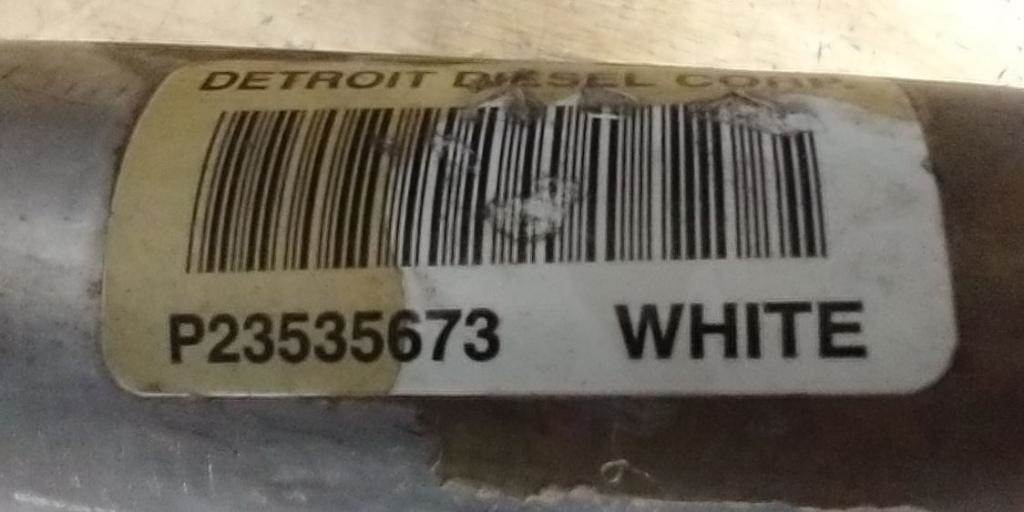 DETROIT DIESEL CORP.
P23535673 WHITE